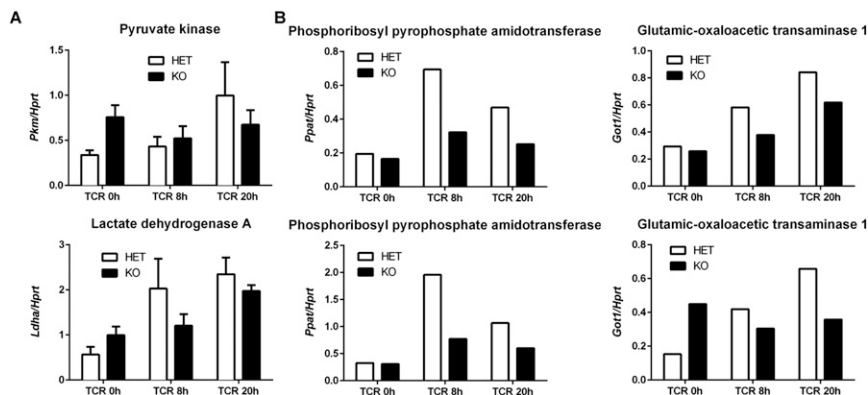 A
Pyruvate kinase
HET
KO
Pkm/Hprt
1.5
1.0
0.5
0.0
TCR 0h
TCR 8h
TCR 20h
Lactate dehydrogenase A
HET
KO
Ldha/Hprt
3
2
1
0
TCR 0h
TCR 8h
TCR 20h
B
Phosphoribosyl pyrophosphate amidotransferase
HET
KO
Ppat/Hprt
0.8
0.6
0.4
0.2
0.0
TCR 0h
TCR 8h
TCR 20h
Glutamic-oxaloacetic transaminase 1
HET
KO
Got1/Hprt
1.0
0.8
0.6
0.4
0.2
0.0
TCR 0h
TCR 8h
TCR 20h
Phosphoribosyl pyrophosphate amidotransferase
HET
KO
Ppat/Hprt
2.5
2.0
1.5
1.0
0.5
0.0
TCR 0h
TCR 8h
TCR 20h
Glutamic-oxaloacetic transaminase 1
HET
KO
Got1/Hprt
0.8
0.6
0.4
0.2
0.0
TCR 0h
TCR 8h
TCR 20h